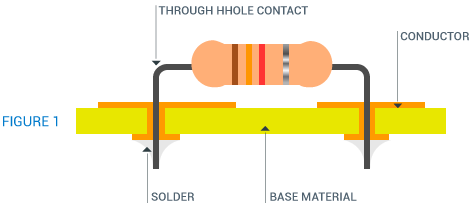 THROUGH HHOLE CONTACT
CONDUCTOR
FIGURE 1
SOLDER
BASE MATERIAL